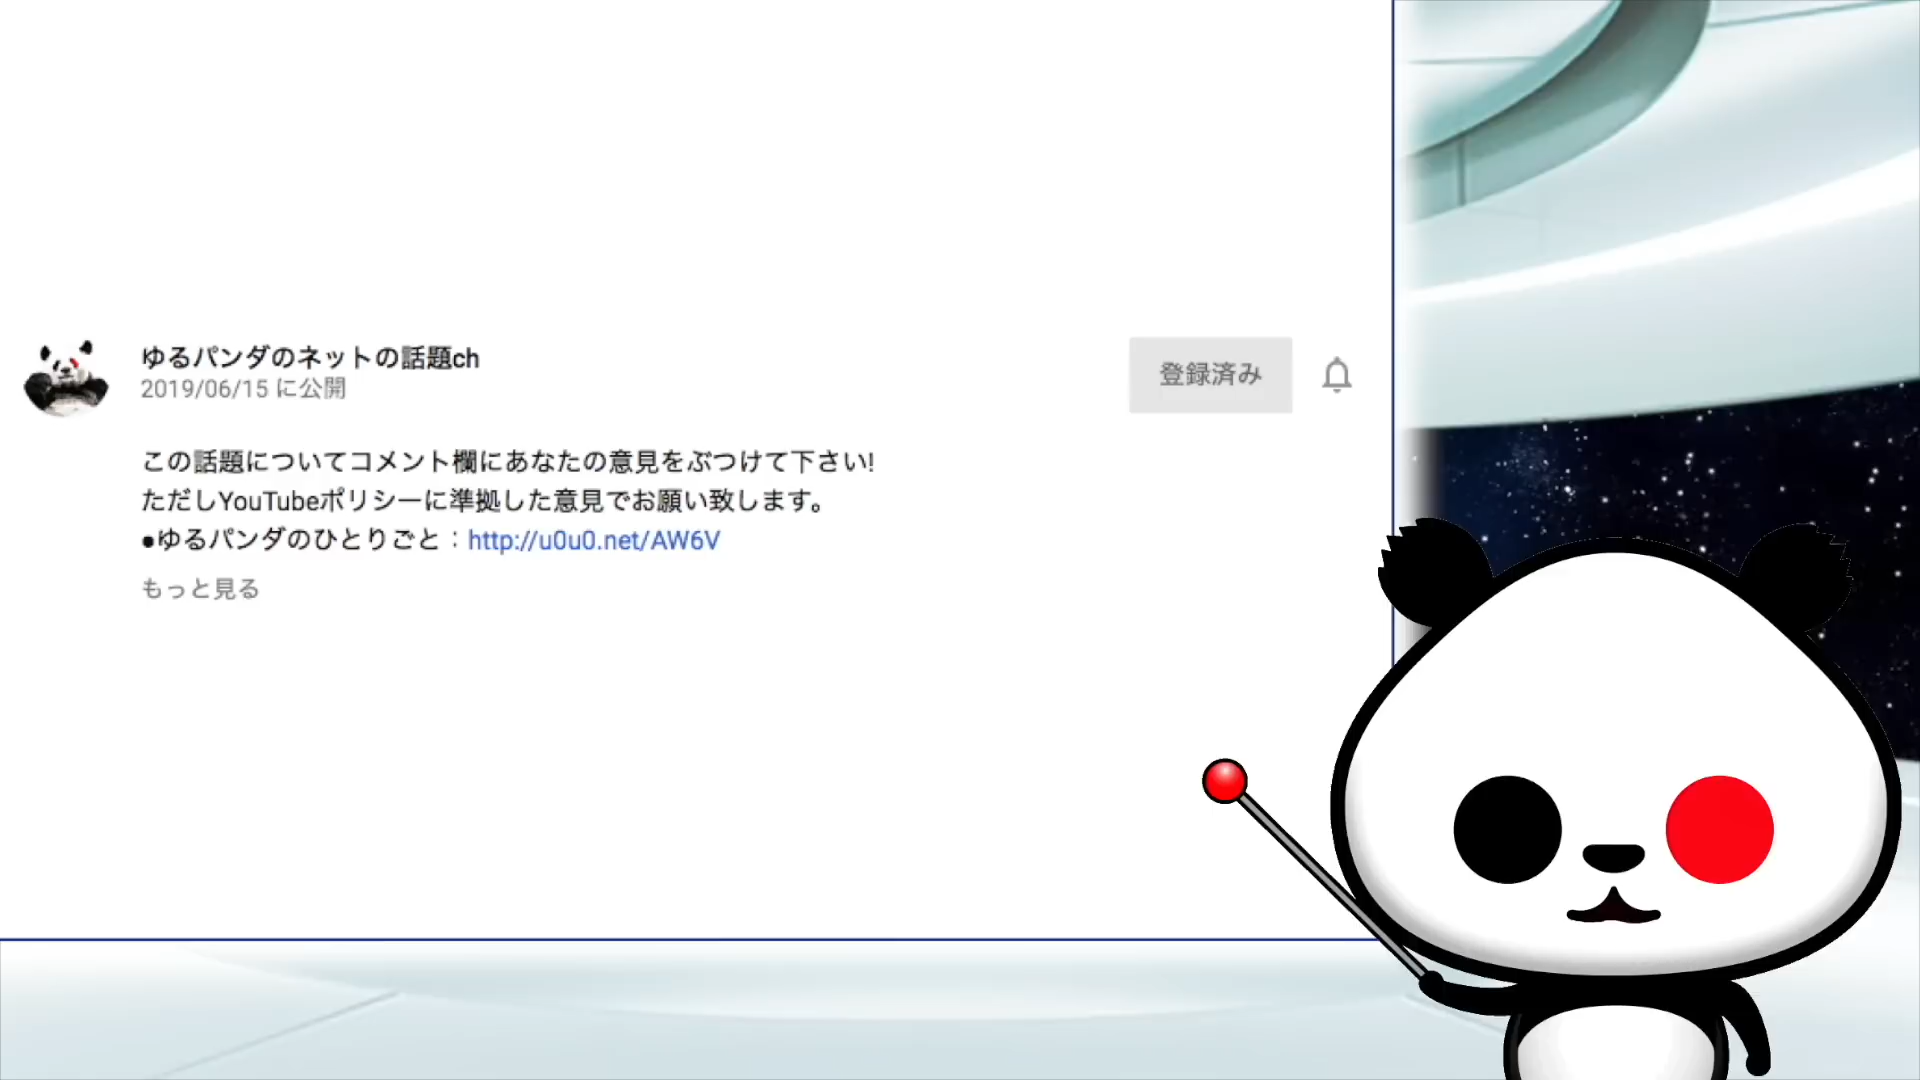 ゆるパンダのネットの話題ch
2019/06/15 に公開
登録済み
この話題についてコメント欄にあなたの意見をぶつけて下さい!
ただしYouTubeポリシーに準拠した意見でお願い致します。
●ゆるパンダのひとりごと：http://u0u0.net/AW6V
もっと見る